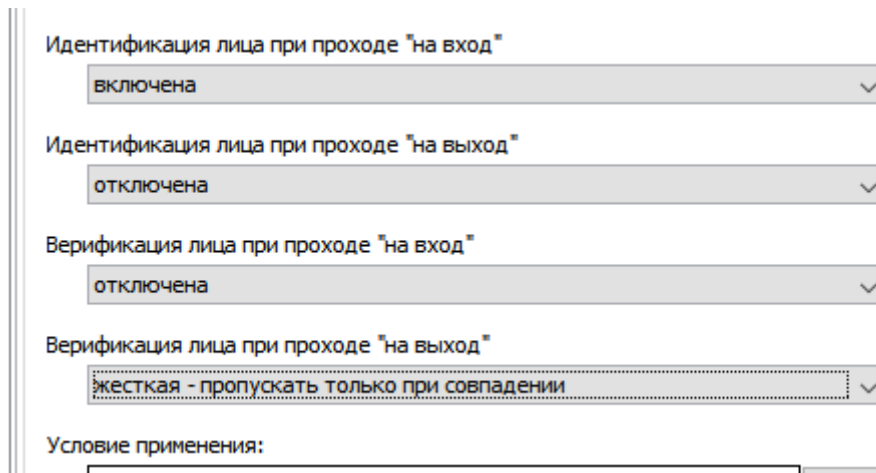 Идентификация лица при проходе "на вход"
включена
Идентификация лица при проходе "на выход"
отключена
Верификация лица при проходе "на вход"
отключена
Верификация лица при проходе "на выход"
жесткая - пропускать только при совпадении
Условие применения: